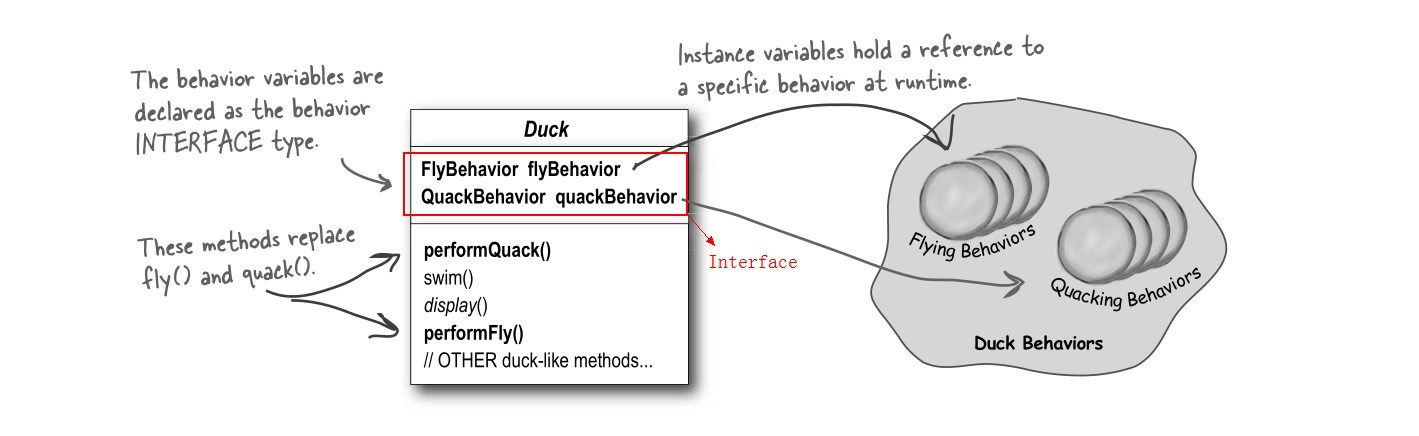 Instance variables hold a reference to
a specific behavior at runtime.
The behavior variables are
declared as the behavior
INTERFACE type.
Duck
FlyBehavior flyBehavior
QuackBehavior quackBehavior
These methods replace
fly() and quack().
performQuack()
swim()
display()
performFly()
// OTHER duck-like methods...
Interface
Flying Behaviors
Quacking Behaviors
Duck Behaviors